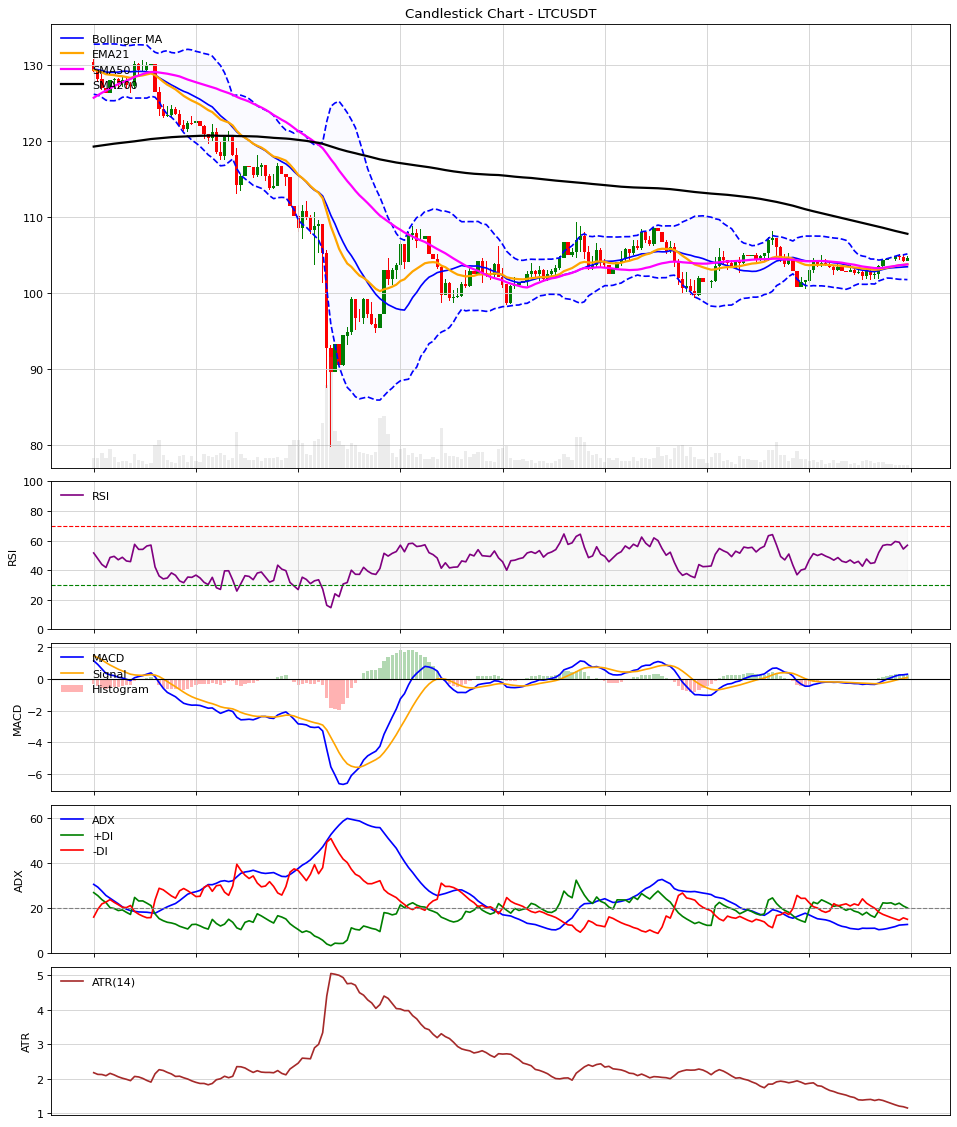 Candlestick Chart - LTCUSDT
Bollinger MA
EMA21
SMA50
SMA200
130
120
110
100
90
80
RSI
100
80
60
40
20
0
RSI
MACD
Signal
Histogram
2
0
−2
−4
−6
MACD
ADX
+DI
-DI
60
40
20
0
ADX
ATR(14)
5
4
3
2
1
ATR